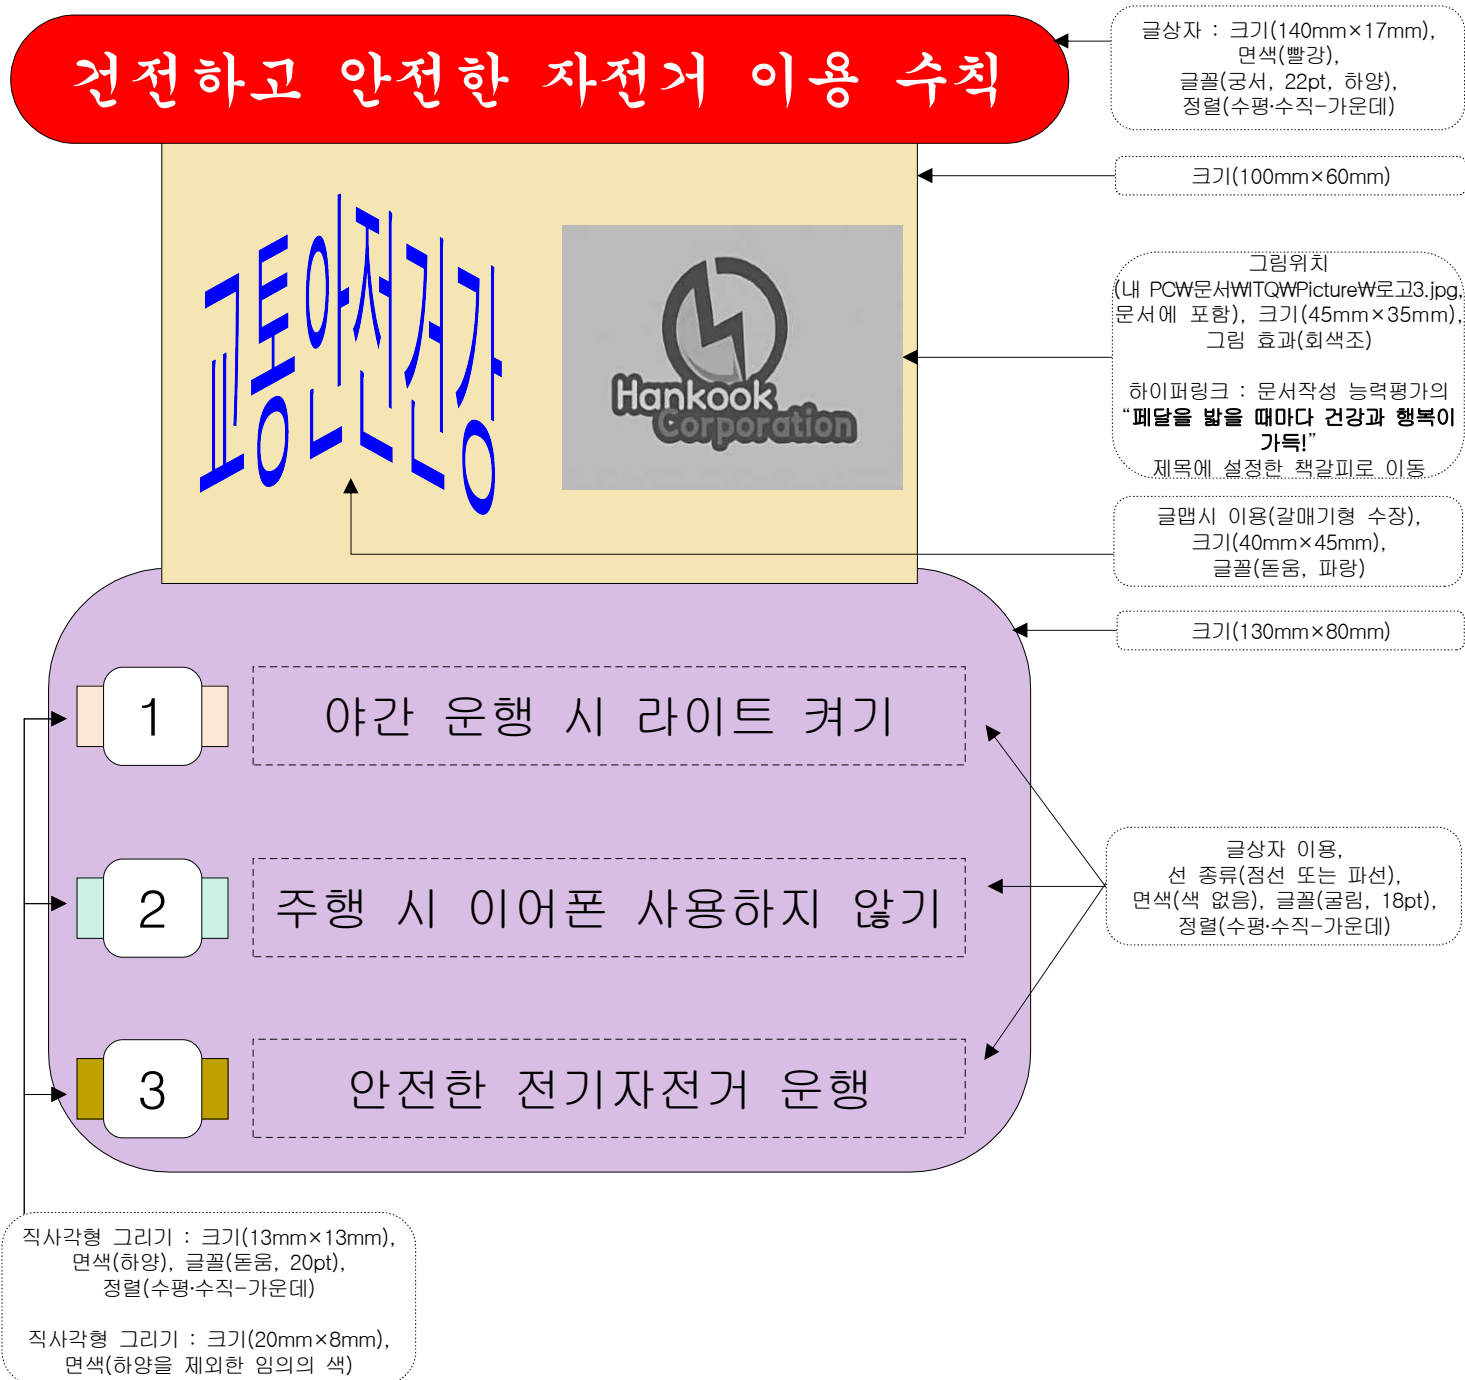 건전하고 안전한 자전거 이용 수칙
글상자 : 크기(140mm×17mm),
면색(빨강),
글꼴(궁서, 22pt, 하양),
정렬(수평·수직-가운데)
크기(100mm×60mm)
교통안전건강
Hankook
Corporation
그림위치
(내 PC₩문서₩ITQ₩Picture₩로고3.jpg,
문서에 포함), 크기(45mm×35mm),
그림 효과(회색조)
하이퍼링크 : 문서작성 능력평가의
“페달을 밟을 때마다 건강과 행복이
가득!”
제목에 설정한 책갈피로 이동
글맵시 이용(갈매기형 수장),
크기(40mm×45mm),
글꼴(돋움, 파랑)
크기(130mm×80mm)
1
야간 운행 시 라이트 켜기
2
주행 시 이어폰 사용하지 않기
3
안전한 전기자전거 운행
글상자 이용,
선 종류(점선 또는 파선),
면색(색 없음), 글꼴(굴림, 18pt),
정렬(수평·수직-가운데)
직사각형 그리기 : 크기(13mm×13mm),
면색(하양), 글꼴(돋움, 20pt),
정렬(수평·수직-가운데)
직사각형 그리기 : 크기(20mm×8mm),
면색(하양을 제외한 임의의 색)